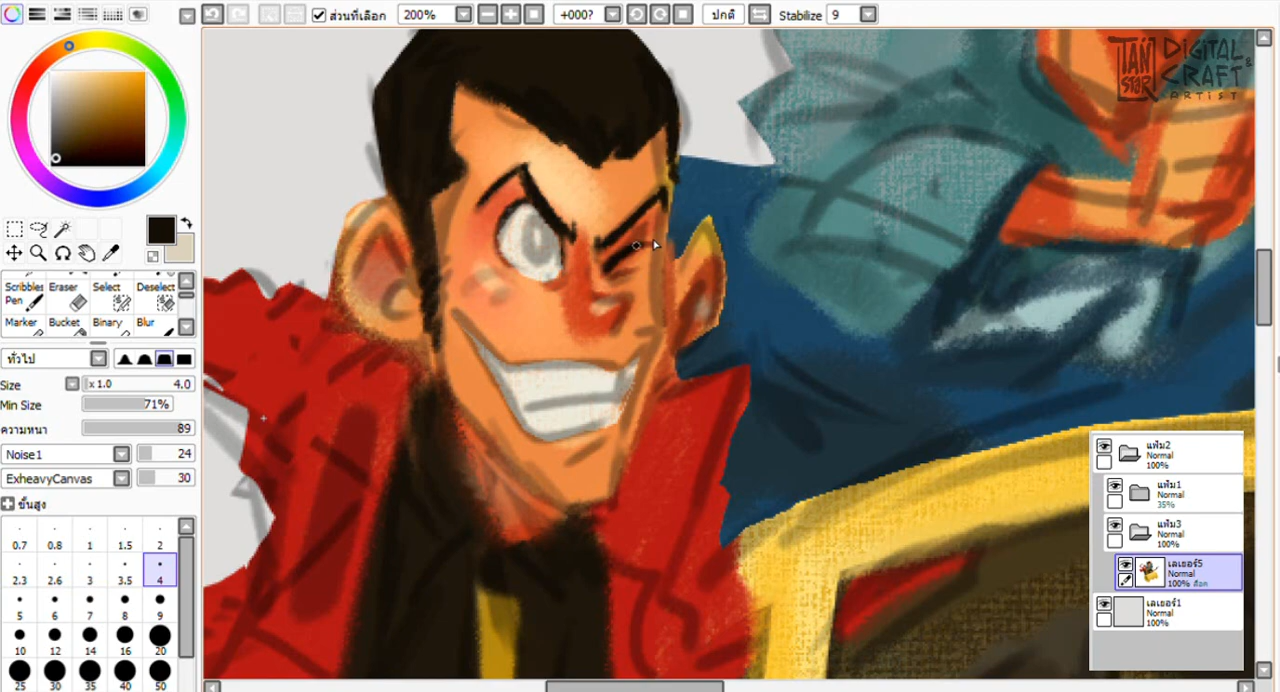 ส่วนที่เลือก
200%
+000?
ปกติ
Stabilize 9
TAN STAR
DIGITAL &
CRAFT
ARTIST
Scribbles Eraser Select Deselect
Pen
Marker Bucket Binary Blur
ทั่วไป
Size x 1.0 4.0
Min Size 71%
ความหนา 89
Noise1 24
ExheavyCanvas 30
ขั้นสูง
0.7 0.8 1 1.5 2
2.3 2.6 3 3.5 4
5 6 7 8 9
10 12 14 16 20
25 30 35 40 50
แฟ้ม2
Normal
100%
แฟ้ม1
Normal
35%
แฟ้ม3
Normal
100%
เลเยอร์5
Normal
100% ล็อก
เลเยอร์1
Normal
100%